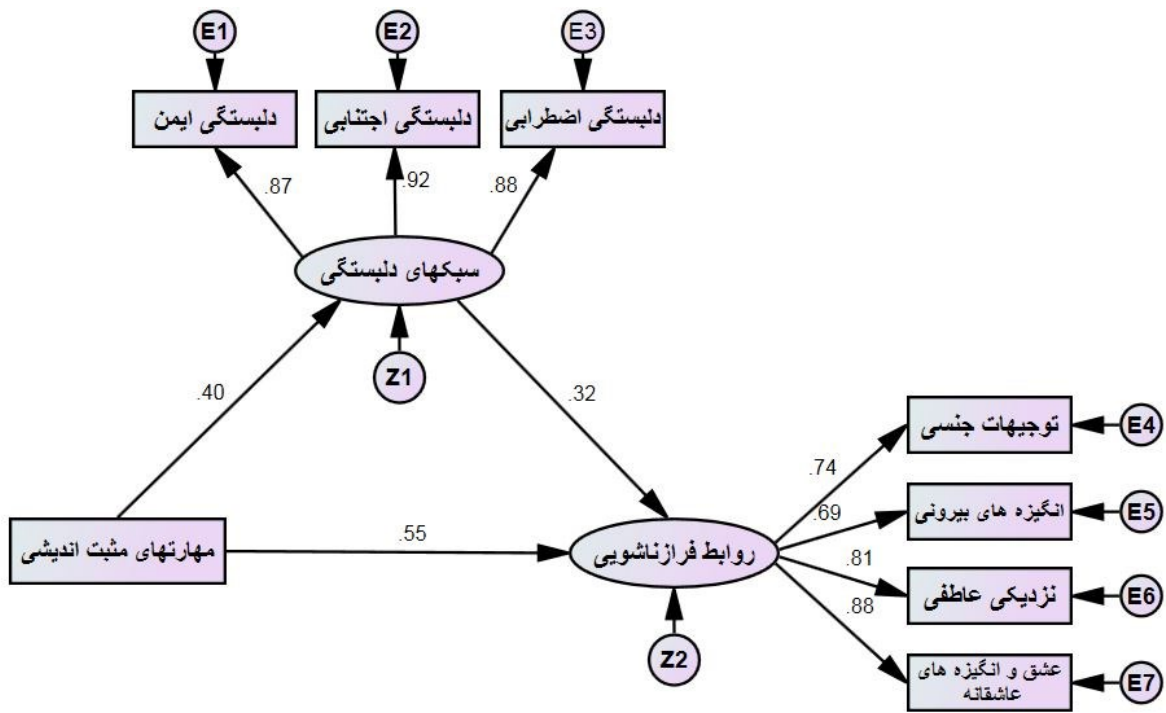 E1
E2
E3
دلبستگی ایمن
دلبستگی اجتنابی
دلبستگی اضطرابی
.87
.92
.88
سبکهای دلبستگی
Z1
.40
.32
توجیهات جنسی
E4
.74
انگیزه های بیرونی
E5
.69
مهارتهای مثبت اندیشی
.55
روابط فرازناشویی
.81
نزدیکی عاطفی
E6
.88
Z2
عشق و انگیزه های
عاشقانه
E7